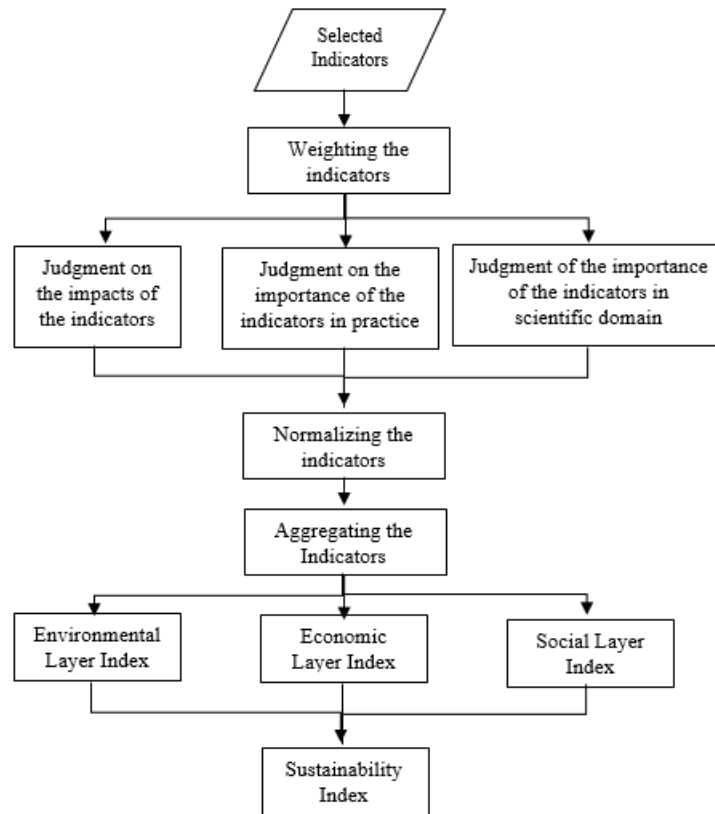 Selected
Indicators
Weighting the
indicators
Judgment on
the impacts of
the indicators
Judgment on the
importance of the
indicators in practice
Judgment of the importance
of the indicators in
scientific domain
Normalizing the
indicators
Aggregating the
Indicators
Environmental
Layer Index
Economic
Layer Index
Social Layer
Index
Sustainability
Index